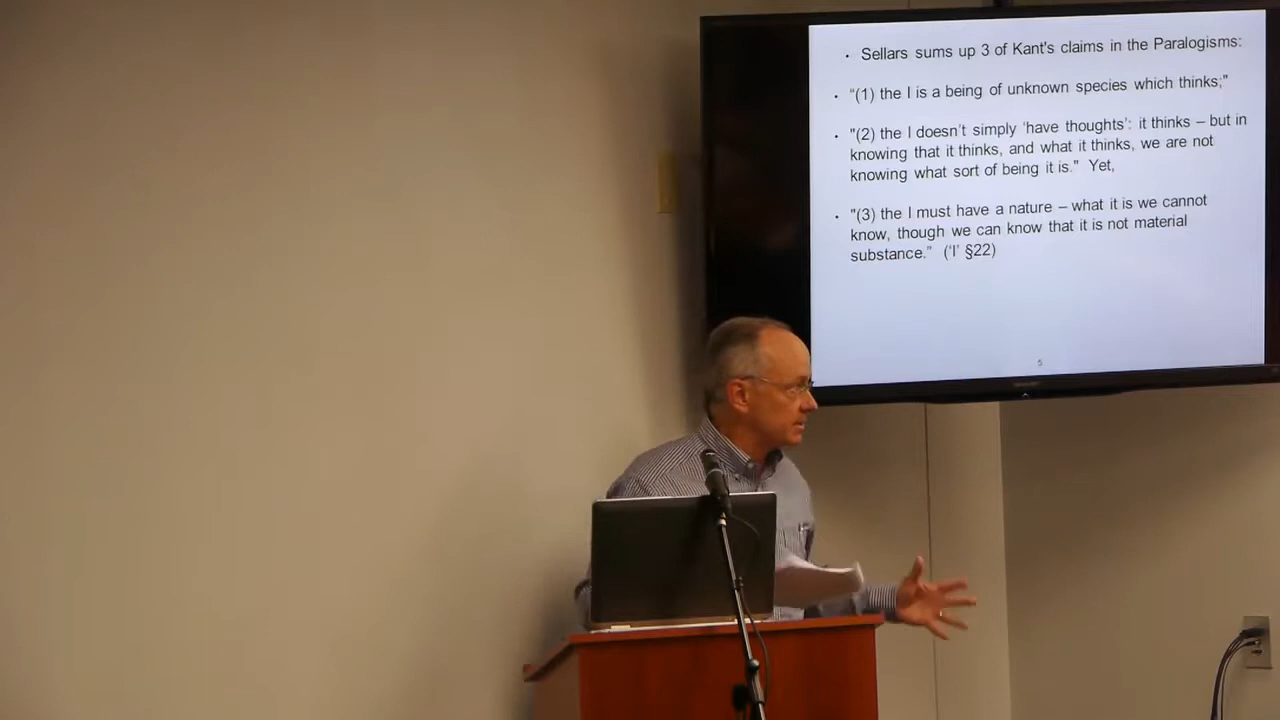 • Sellars sums up 3 of Kant's claims in the Paralogisms:
• "(1) the I is a being of unknown species which thinks;"
• "(2) the I doesn't simply 'have thoughts': it thinks – but in
knowing that it thinks, and what it thinks, we are not
knowing what sort of being it is." Yet,
• "(3) the I must have a nature – what it is we cannot
know, though we can know that it is not material
substance." ('I' §22)
5